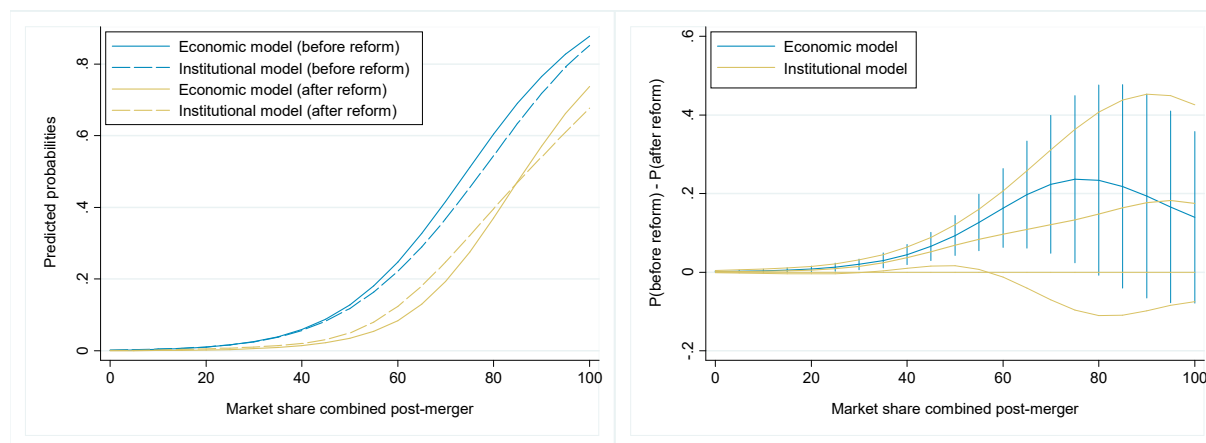 Economic model (before reform)
Institutional model (before reform)
Economic model (after reform)
Institutional model (after reform)
Predicted probabilities
.8
.6
.4
.2
0
0 20 40 60 80 100
Market share combined post-merger
Economic model
Institutional model
P(before reform) - P(after reform)
.6
.4
.2
0
-.2
0 20 40 60 80 100
Market share combined post-merger